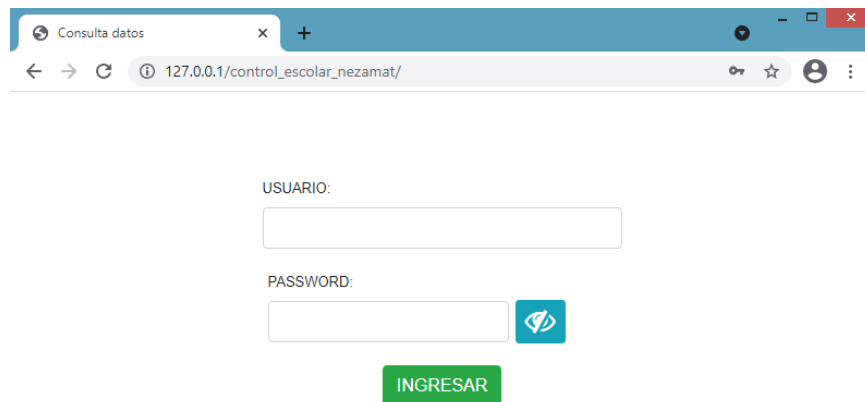 Consulta datos
127.0.0.1/control_escolar_nezamat/
USUARIO:
PASSWORD:
INGRESAR